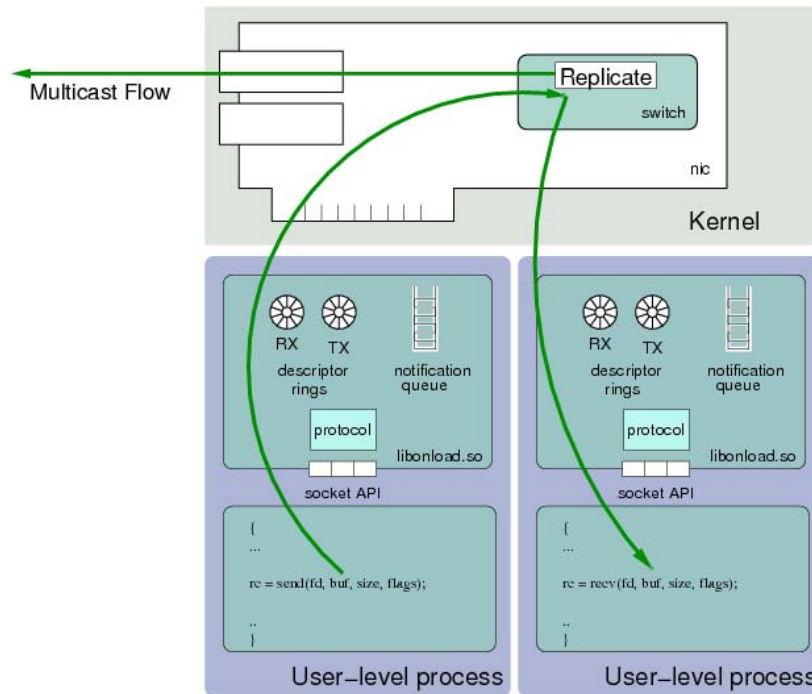 Replicate
Multicast Flow
switch
nic
Kernel
RX
TX
descriptor
rings
notification
queue
protocol
libonload.so
socket API
{
...
rc = send(fd, buf, size, flags);
..
}
User-level process
RX
TX
descriptor
rings
notification
queue
protocol
libonload.so
socket API
{
...
rc = recv(fd, buf, size, flags);
..
}
User-level process